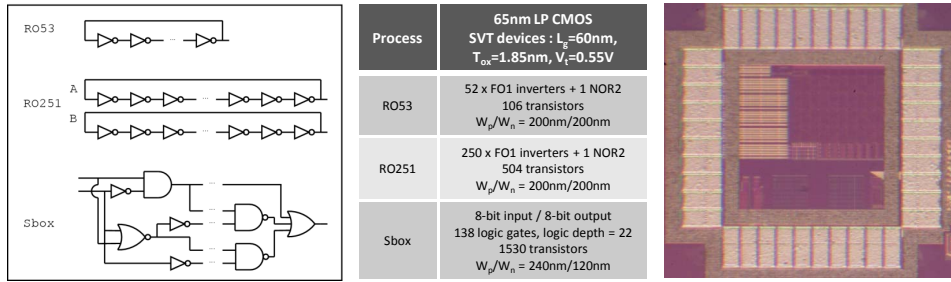 RO53
...
A
RO251
...
B
...
...
Sbox
...
...
Process
65nm LP CMOS
SVT devices : Lg=60nm,
Tox=1.85nm, Vt=0.55V
RO53
52 x FO1 inverters + 1 NOR2
106 transistors
Wp/Wn = 200nm/200nm
RO251
250 x FO1 inverters + 1 NOR2
504 transistors
Wp/Wn = 200nm/200nm
Sbox
8-bit input / 8-bit output
138 logic gates, logic depth = 22
1530 transistors
Wp/Wn = 240nm/120nm